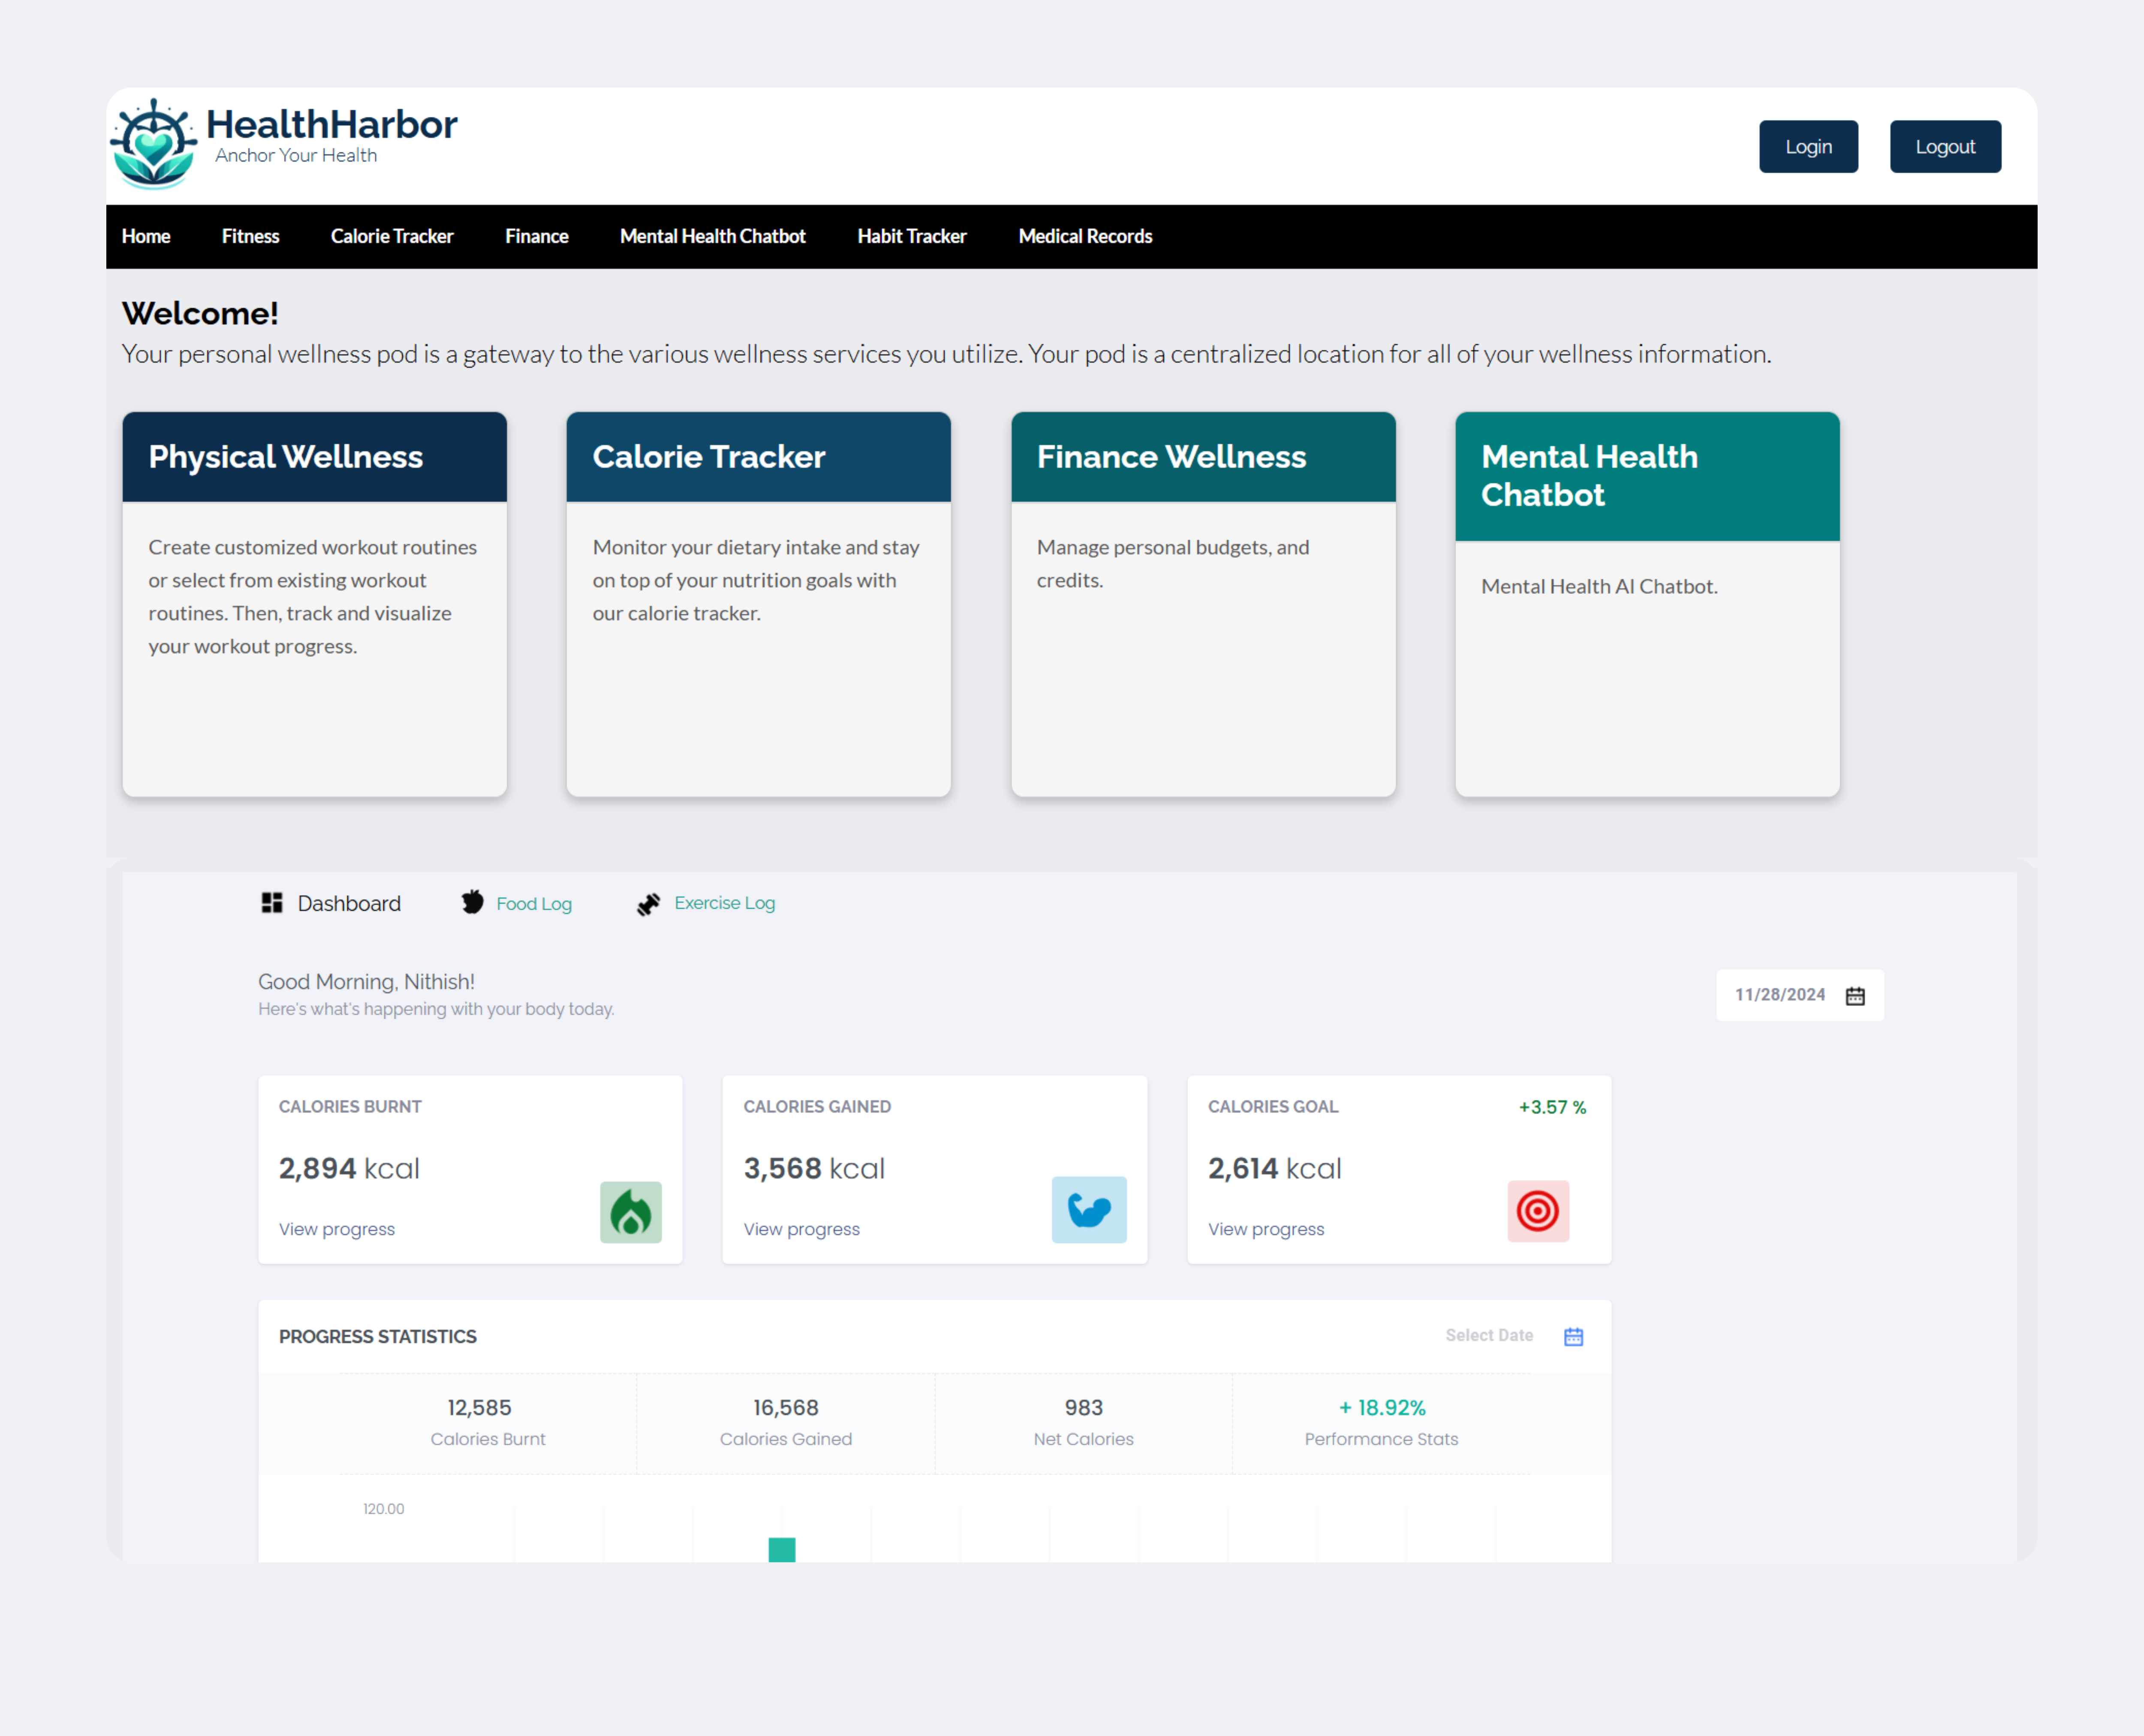 HealthHarbor
Anchor Your Health
Login
Logout
Home
Fitness
Calorie Tracker
Finance
Mental Health Chatbot
Habit Tracker
Medical Records
Welcome!
Your personal wellness pod is a gateway to the various wellness services you utilize. Your pod is a centralized location for all of your wellness information.
Physical Wellness
Create customized workout routines
or select from existing workout
routines. Then, track and visualize
your workout progress.
Calorie Tracker
Monitor your dietary intake and stay
on top of your nutrition goals with
our calorie tracker.
Finance Wellness
Manage personal budgets, and
credits.
Mental Health
Chatbot
Mental Health AI Chatbot.
Dashboard
Food Log
Exercise Log
Good Morning, Nithish!
Here's what's happening with your body today.
11/28/2024
CALORIES BURNT
2,894 kcal
View progress
CALORIES GAINED
3,568 kcal
View progress
CALORIES GOAL
+3.57 %
2,614 kcal
View progress
PROGRESS STATISTICS
Select Date
12,585
Calories Burnt
16,568
Calories Gained
983
Net Calories
+ 18.92%
Performance Stats
120.00